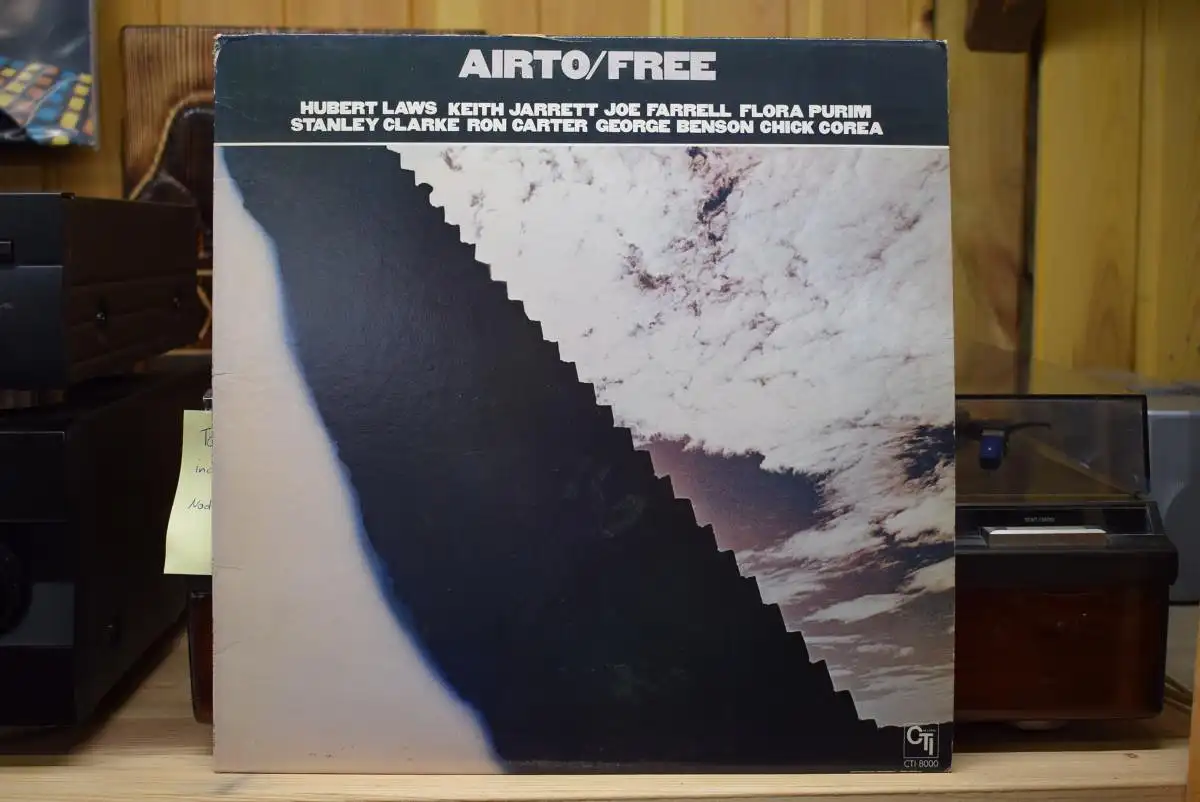 AIRTO/FREE
HUBERT LAWS KEITH JARRETT JOE FARRELL FLORA PURIM
STANLEY CLARKE RON CARTER GEORGE BENSON CHICK COREA
CTI
CTI 8000